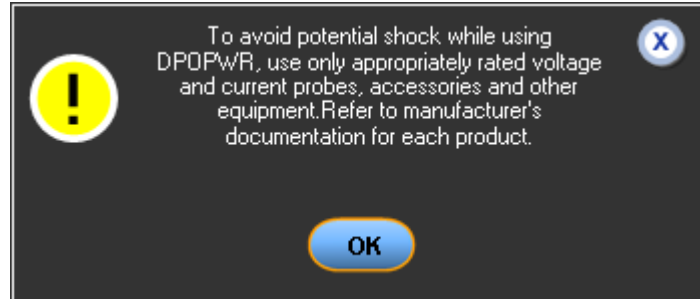 To avoid potential shock while using
DPOPWR, use only appropriately rated voltage
and current probes, accessories and other
equipment.Refer to manufacturer's
documentation for each product.
X
!
OK